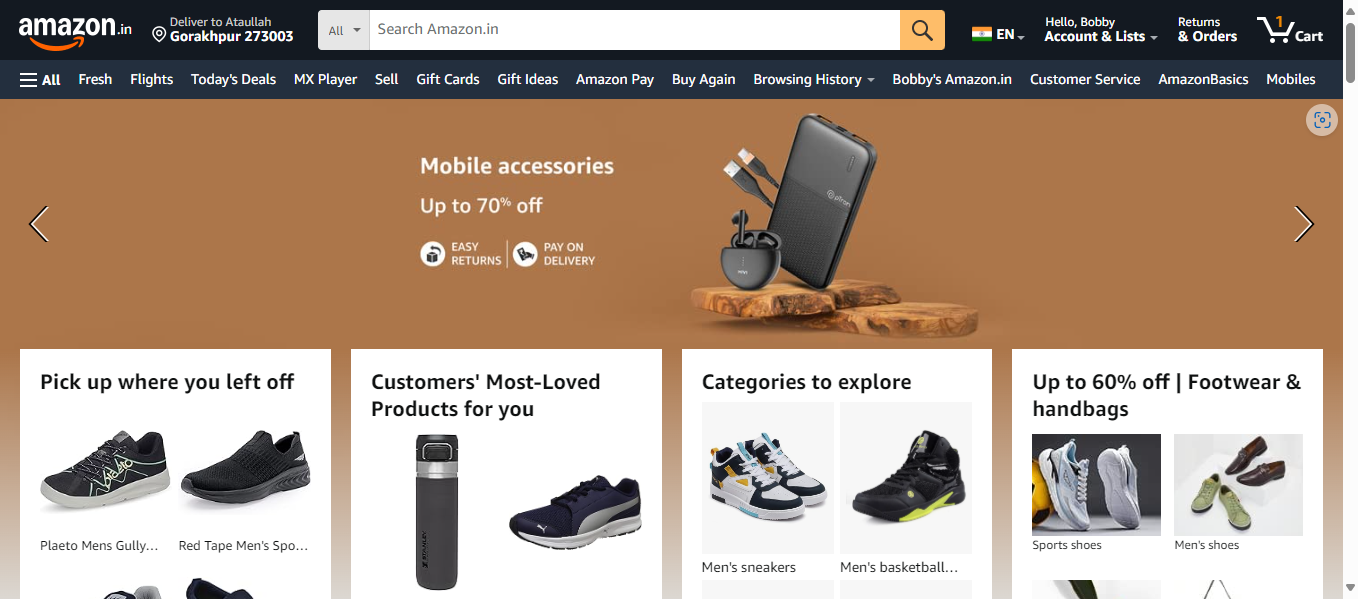 amazon.in
Deliver to Ataullah
Gorakhpur 273003
All
Search Amazon.in
EN
Hello, Bobby
Account & Lists
Returns
& Orders
1
Cart
All
Fresh
Flights
Today's Deals
MX Player
Sell
Gift Cards
Gift Ideas
Amazon Pay
Buy Again
Browsing History
Bobby's Amazon.in
Customer Service
AmazonBasics
Mobiles
Mobile accessories
Up to 70% off
EASY
RETURNS
PAY ON
DELIVERY
pTron
Pick up where you left off
Plaeto Mens Gully...
Red Tape Men's Spo...
Customers' Most-Loved
Products for you
STANLEY
Categories to explore
Men's sneakers
Men's basketball...
Up to 60% off | Footwear &
handbags
Sports shoes
Men's shoes